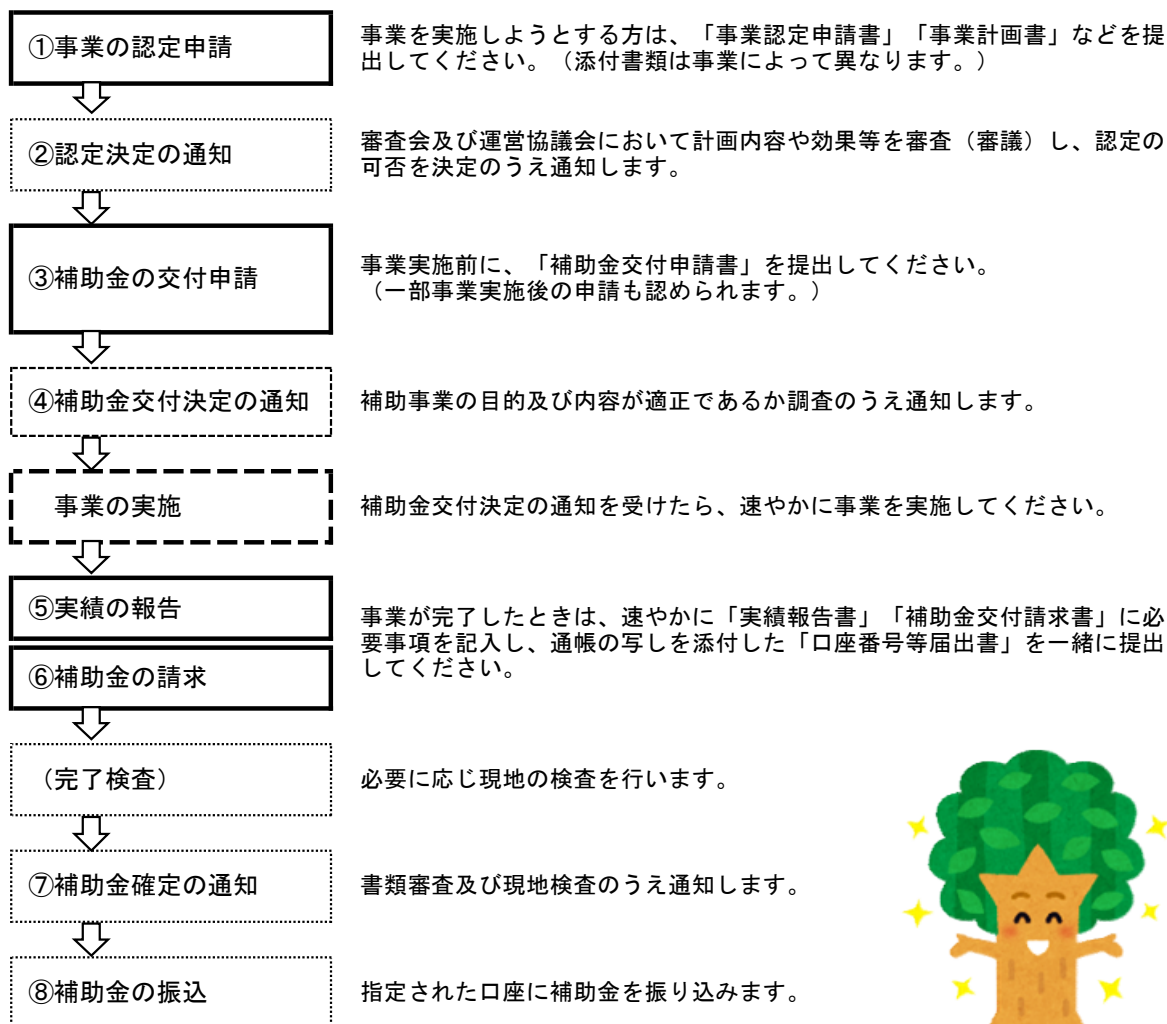 ①事業の認定申請
事業を実施しようとする方は、「事業認定申請書」「事業計画書」などを提
出してください。（添付書類は事業によって異なります。）
②認定決定の通知
審査会及び運営協議会において計画内容や効果等を審査（審議）し、認定の
可否を決定のうえ通知します。
③補助金の交付申請
事業実施前に、「補助金交付申請書」を提出してください。
（一部事業実施後の申請も認められます。）
④補助金交付決定の通知
補助事業の目的及び内容が適正であるか調査のうえ通知します。
事業の実施
補助金交付決定の通知を受けたら、速やかに事業を実施してください。
⑤実績の報告
⑥補助金の請求
事業が完了したときは、速やかに「実績報告書」「補助金交付請求書」に必
要事項を記入し、通帳の写しを添付した「口座番号等届出書」を一緒に提出
してください。
（完了検査）
必要に応じ現地の検査を行います。
⑦補助金確定の通知
書類審査及び現地検査のうえ通知します。
⑧補助金の振込
指定された口座に補助金を振り込みます。